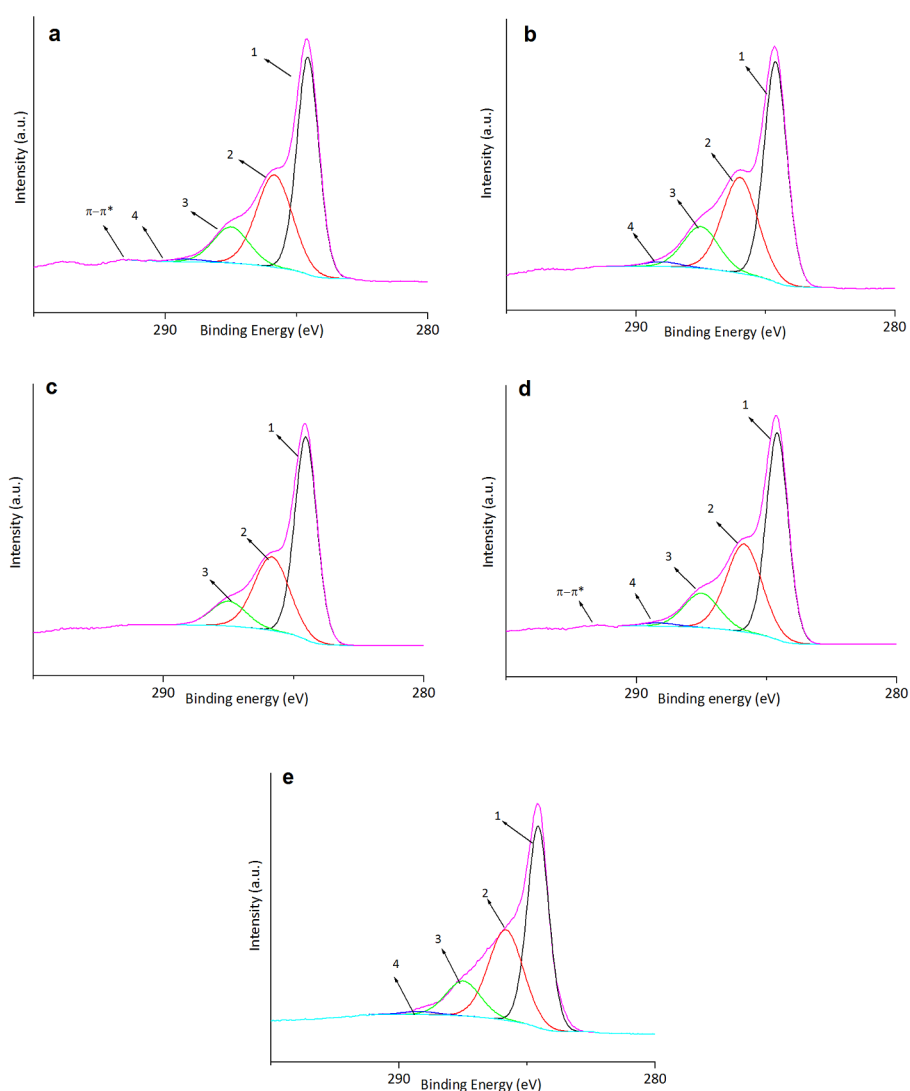 a
1
2
3
4
π−π*
Intensity (a.u.)
290
280
Binding Energy (eV)
b
1
2
3
4
Intensity (a.u.)
290
280
Binding Energy (eV)
c
1
2
3
Intensity (a.u.)
290
280
Binding energy (eV)
d
1
2
3
4
π−π*
Intensity (a.u.)
290
280
Binding energy (eV)
e
1
2
3
4
Intensity (a.u.)
290
280
Binding Energy (eV)